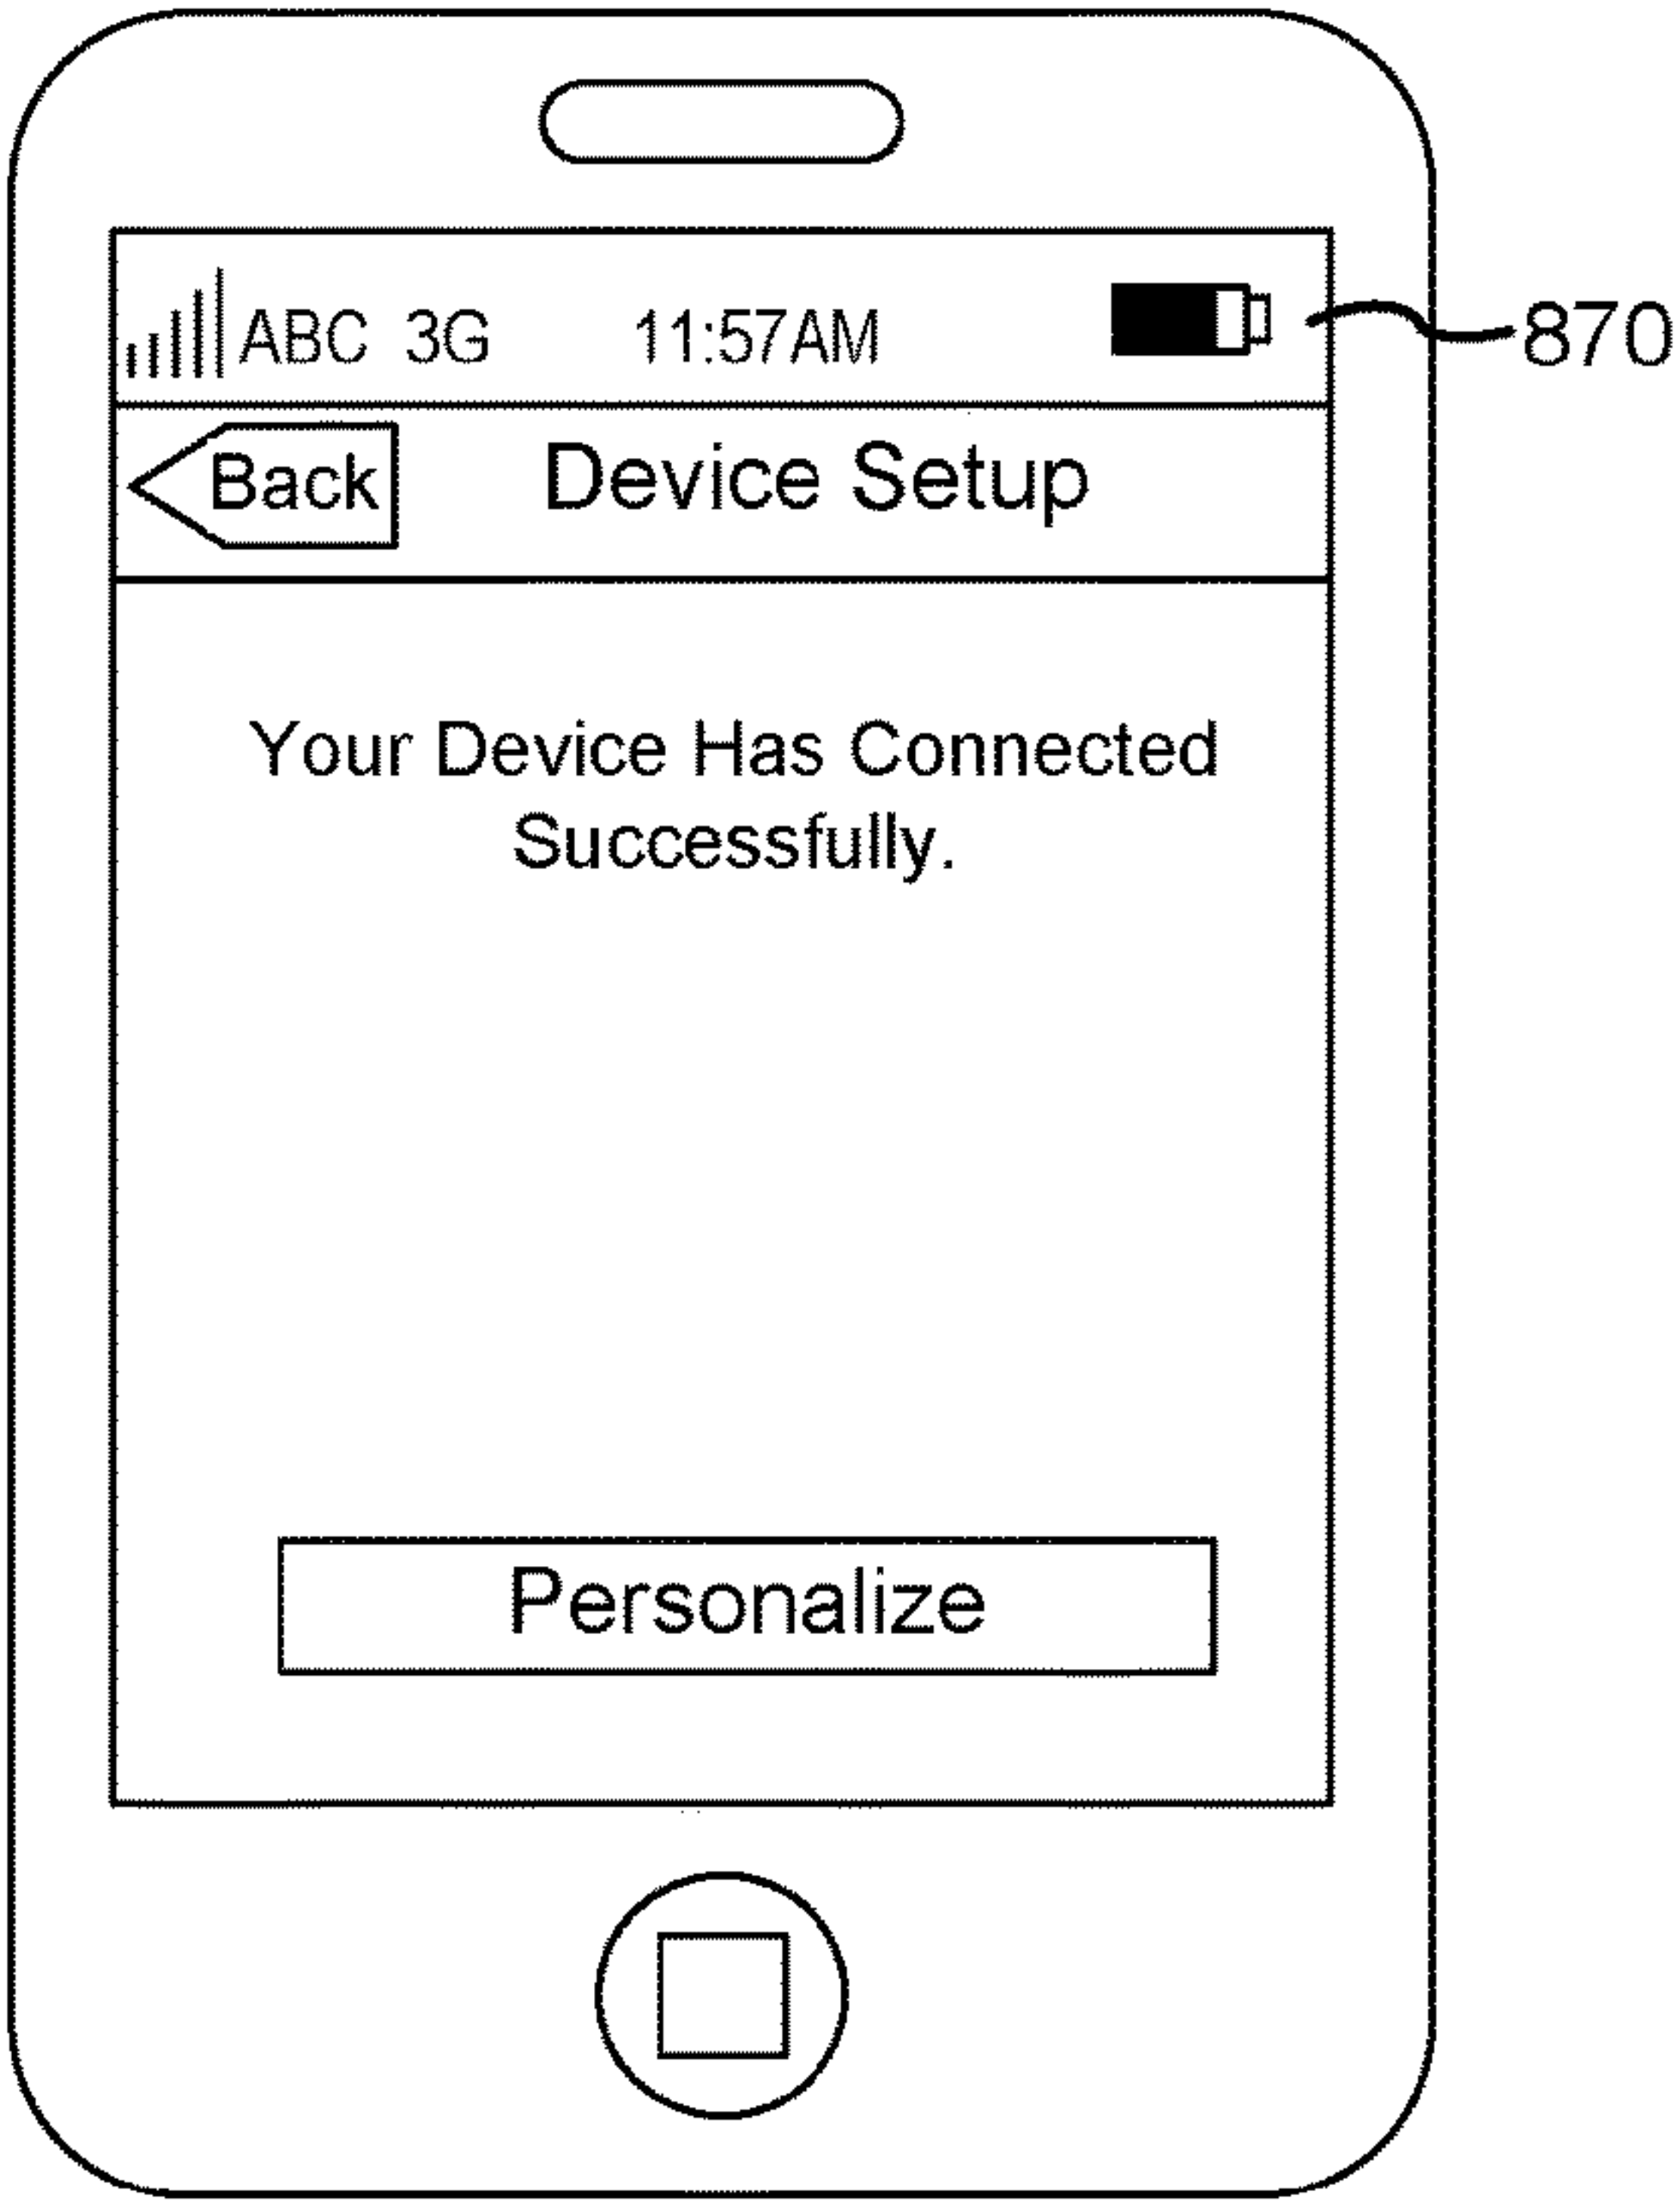 ABC 3G 11:57AM
870
Back Device Setup
Your Device Has Connected
Successfully.
Personalize